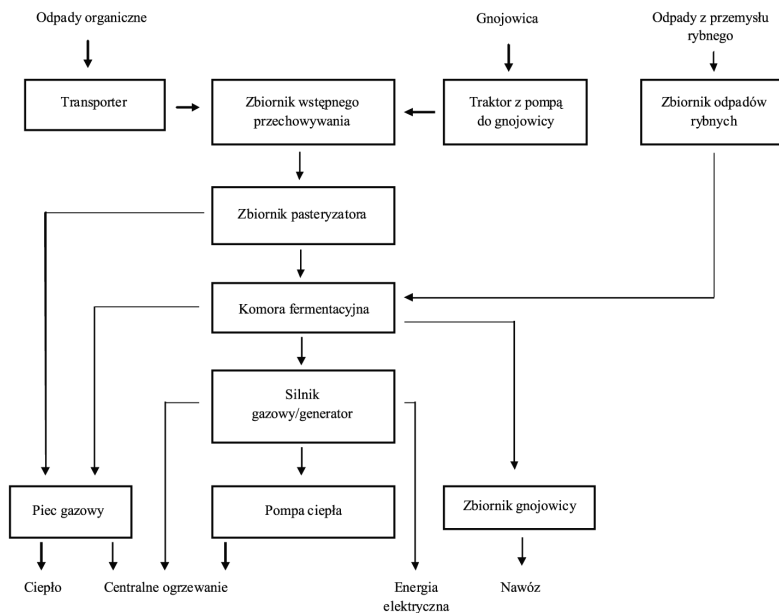 Odpady organiczne
Gnojowica
Odpady z przemysłu
rybnego
Transporter
Zbiornik wstępnego
przechowywania
Traktor z pompą
do gnojowicy
Zbiornik odpadów
rybnych
Zbiornik pasteryzatora
Komora fermentacyjna
Silnik
gazowy/generator
Piec gazowy
Pompa ciepła
Zbiornik gnojowicy
Ciepło
Centralne ogrzewanie
Energia
elektryczna
Nawóz